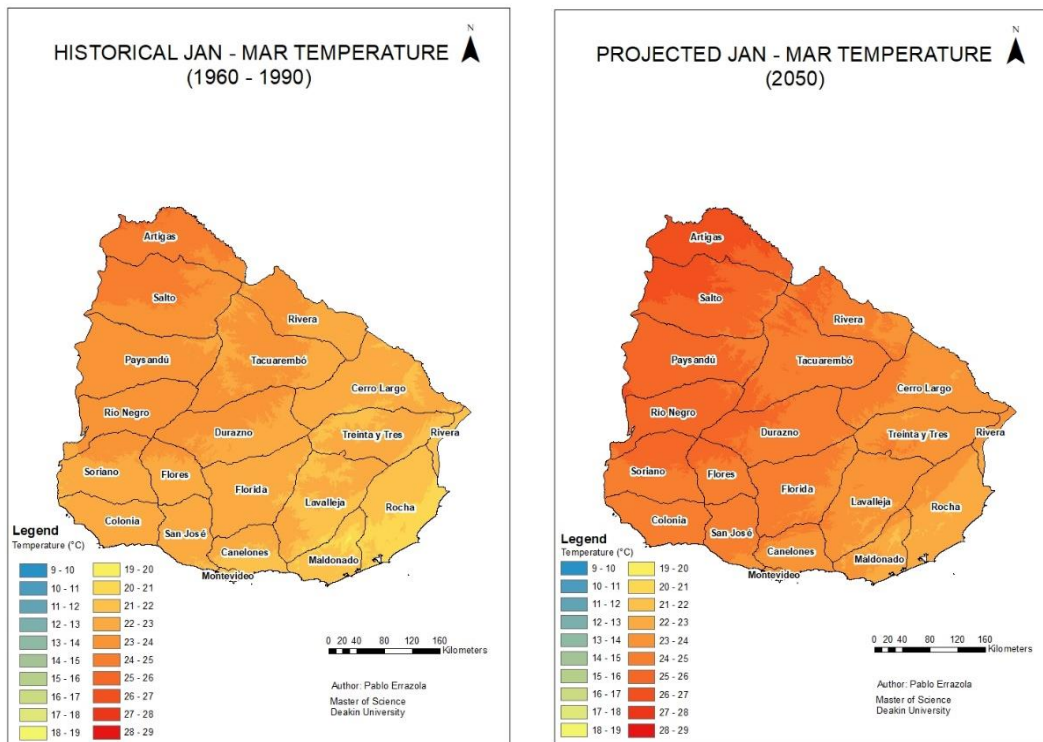 HISTORICAL JAN - MAR TEMPERATURE
(1960 - 1990)
N
Artigas
Salto
Rivera
Paysandú
Tacuarembó
Cerro Largo
Río Negro
Durazno
Treinta y Tres
Rivera
Soriano
Flores
Florida
Lavalleja
Rocha
Colonia
San José
Canelones
Maldonado
Montevideo
Legend
Temperature (°C)
9 - 10
10 - 11
11 - 12
12 - 13
13 - 14
14 - 15
15 - 16
16 - 17
17 - 18
18 - 19
19 - 20
20 - 21
21 - 22
22 - 23
23 - 24
24 - 25
25 - 26
26 - 27
27 - 28
28 - 29
0 20 40 80 120 160
Kilometers
Author: Pablo Errazola
Master of Science
Deakin University
PROJECTED JAN - MAR TEMPERATURE
(2050)
N
Artigas
Salto
Rivera
Paysandú
Tacuarembó
Cerro Largo
Río Negro
Durazno
Treinta y Tres
Rivera
Soriano
Flores
Florida
Lavalleja
Rocha
Colonia
San José
Canelones
Maldonado
Montevideo
Legend
Temperature (°C)
9 - 10
10 - 11
11 - 12
12 - 13
13 - 14
14 - 15
15 - 16
16 - 17
17 - 18
18 - 19
19 - 20
20 - 21
21 - 22
22 - 23
23 - 24
24 - 25
25 - 26
26 - 27
27 - 28
28 - 29
0 20 40 80 120 160
Kilometers
Author: Pablo Errazola
Master of Science
Deakin University